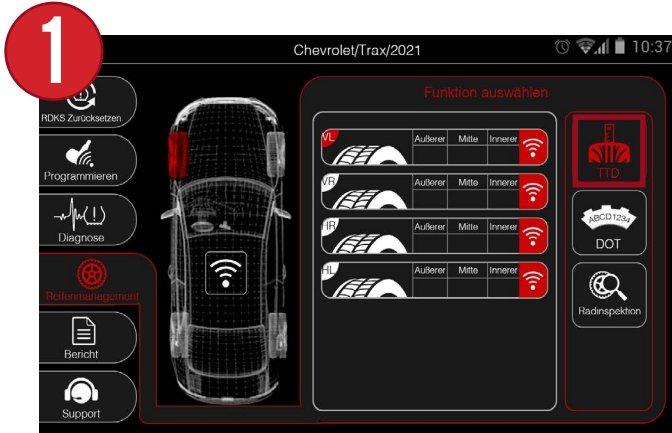 1
Chevrolet/Trax/2021
10:37
RDKS Zurücksetzen
Programmieren
Diagnose
Reifenmanagement
Bericht
Support
Funktion auswählen
VL Außerer Mitte Innerer
VR Außerer Mitte Innerer
HR Außerer Mitte Innerer
HL Außerer Mitte Innerer
TTD
ABCD1234
DOT
Radinspektion